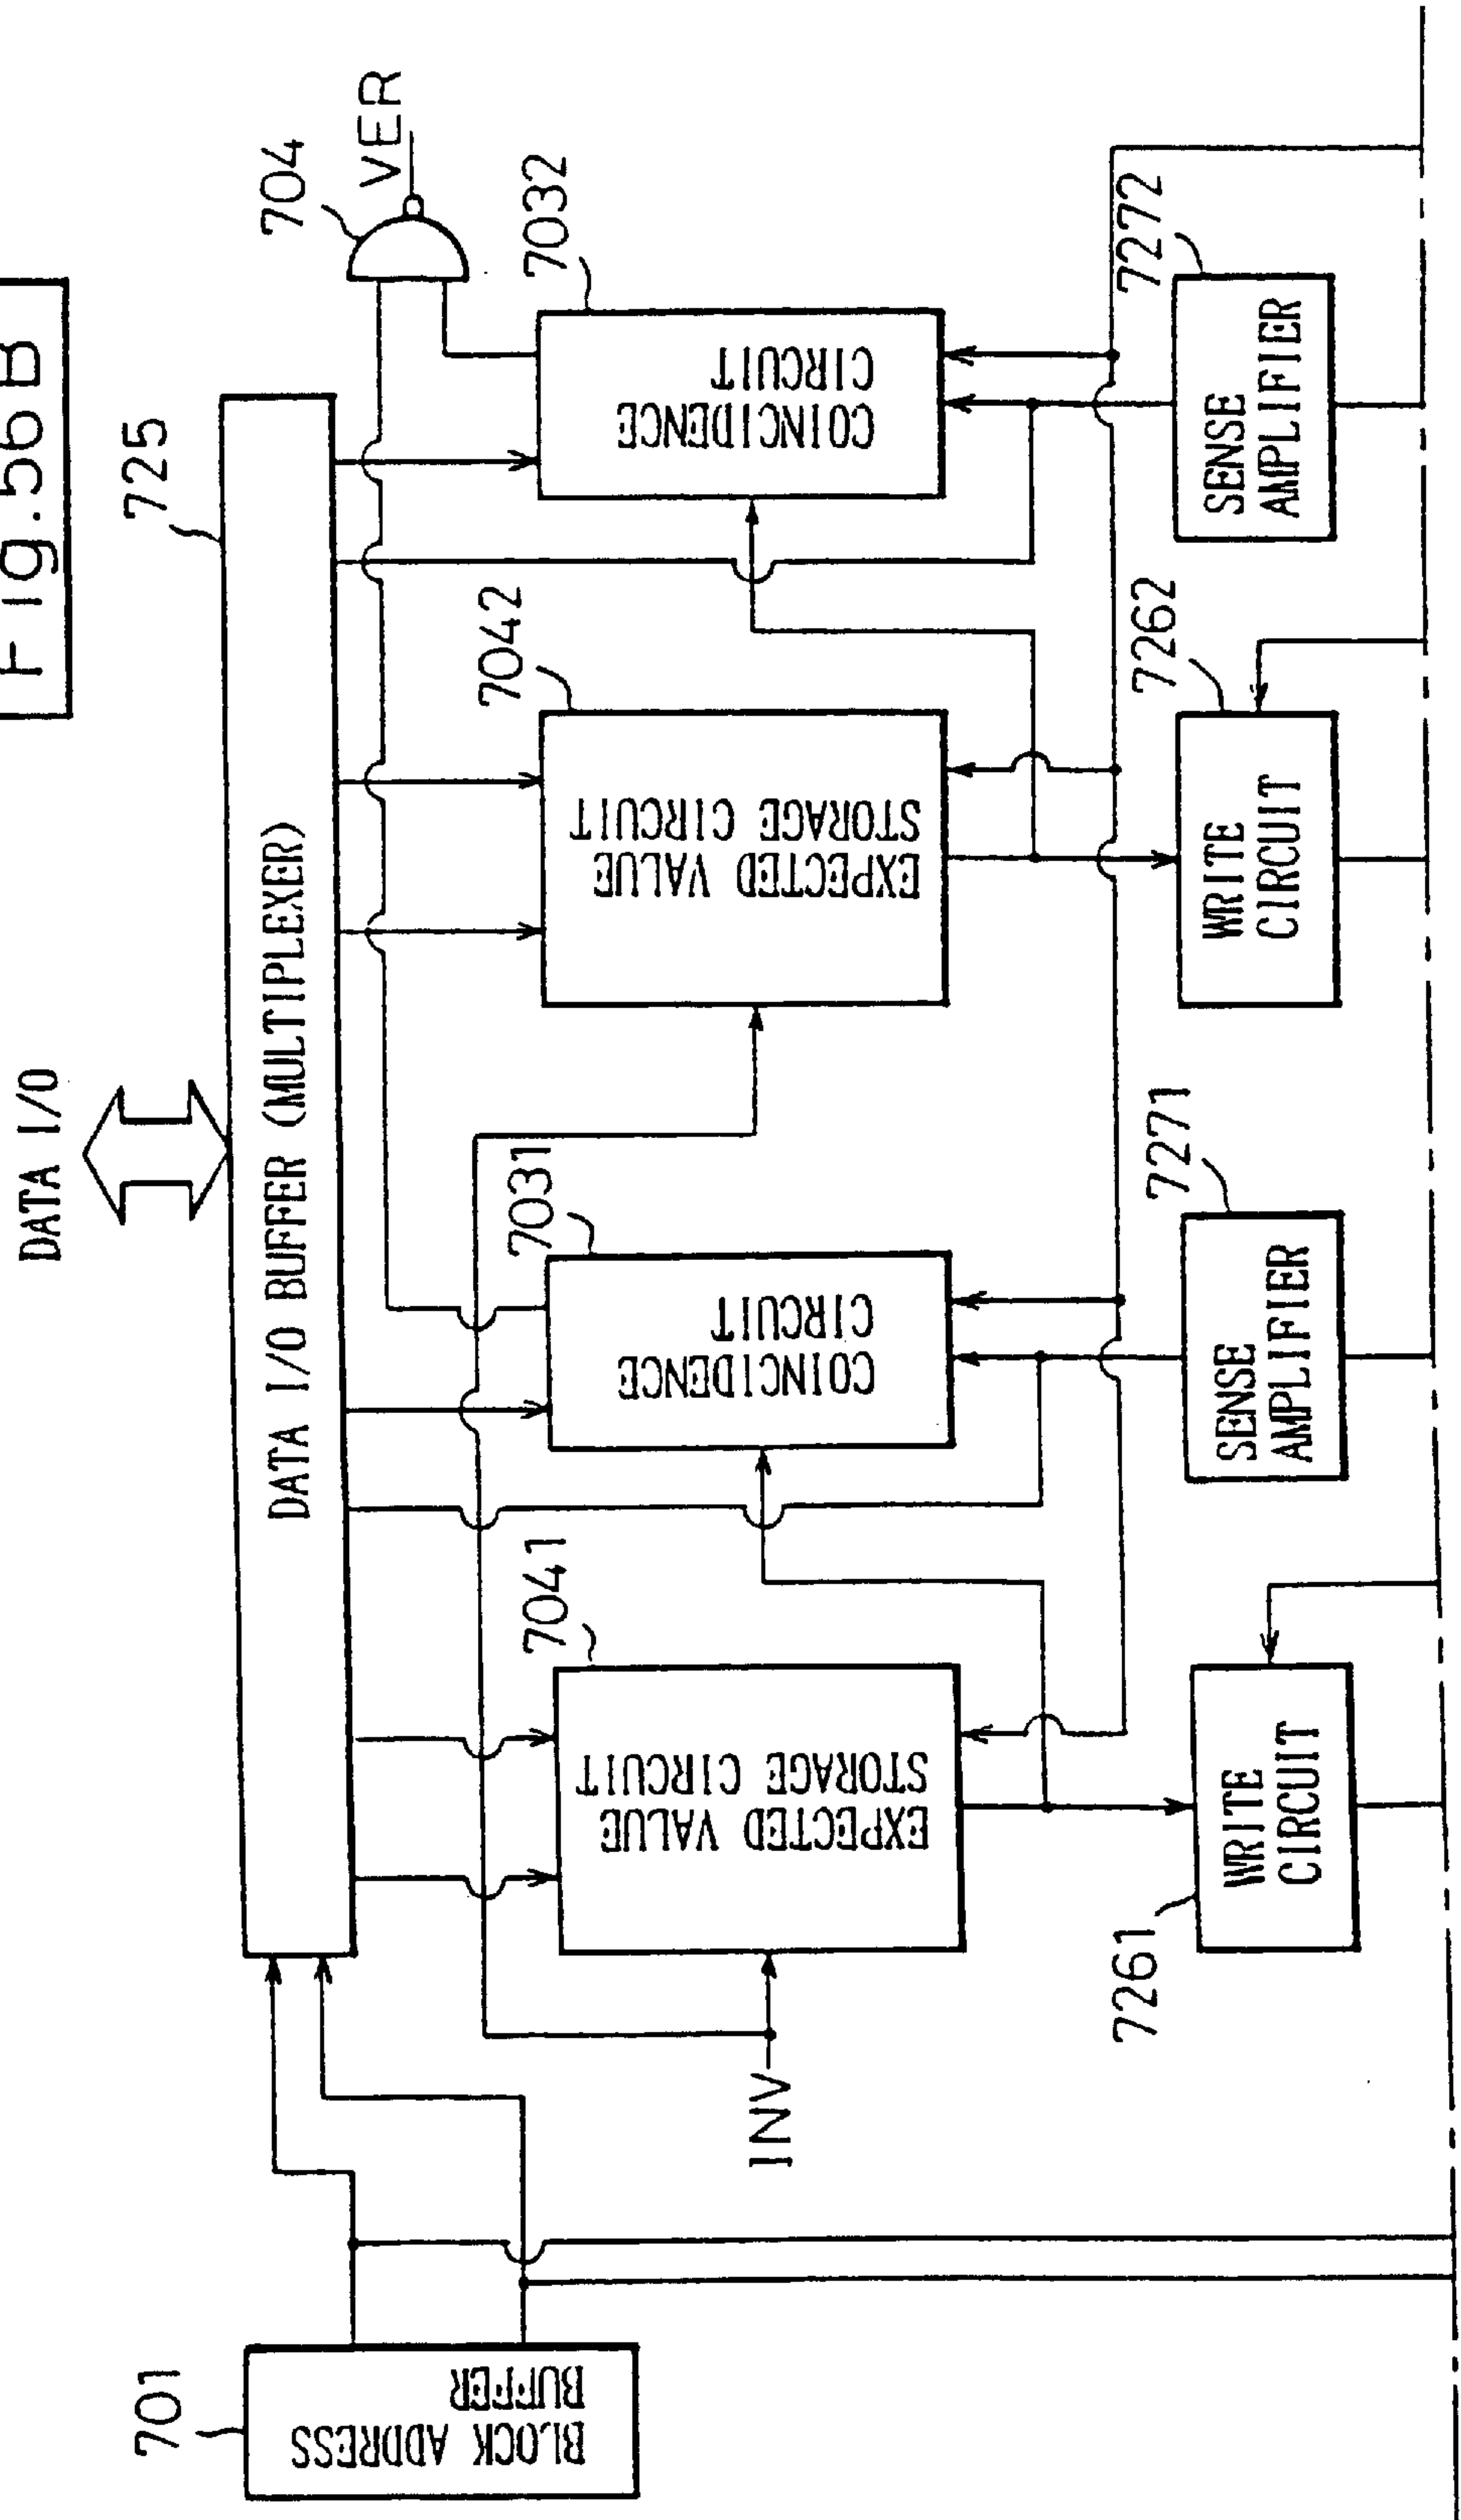 Fig.56B
DATA I/O
725
DATA I/O BUFFER (MULTIPLEXER)
704
VER
701
BLOCK ADDRESS
BUFFER
INV
7041
EXPECTED VALUE
STORAGE CIRCUIT
7031
COINCIDENCE
CIRCUIT
7042
EXPECTED VALUE
STORAGE CIRCUIT
7032
COINCIDENCE
CIRCUIT
7261
WRITE
CIRCUIT
7271
SENSE
AMPLIFIER
7262
WRITE
CIRCUIT
7272
SENSE
AMPLIFIER